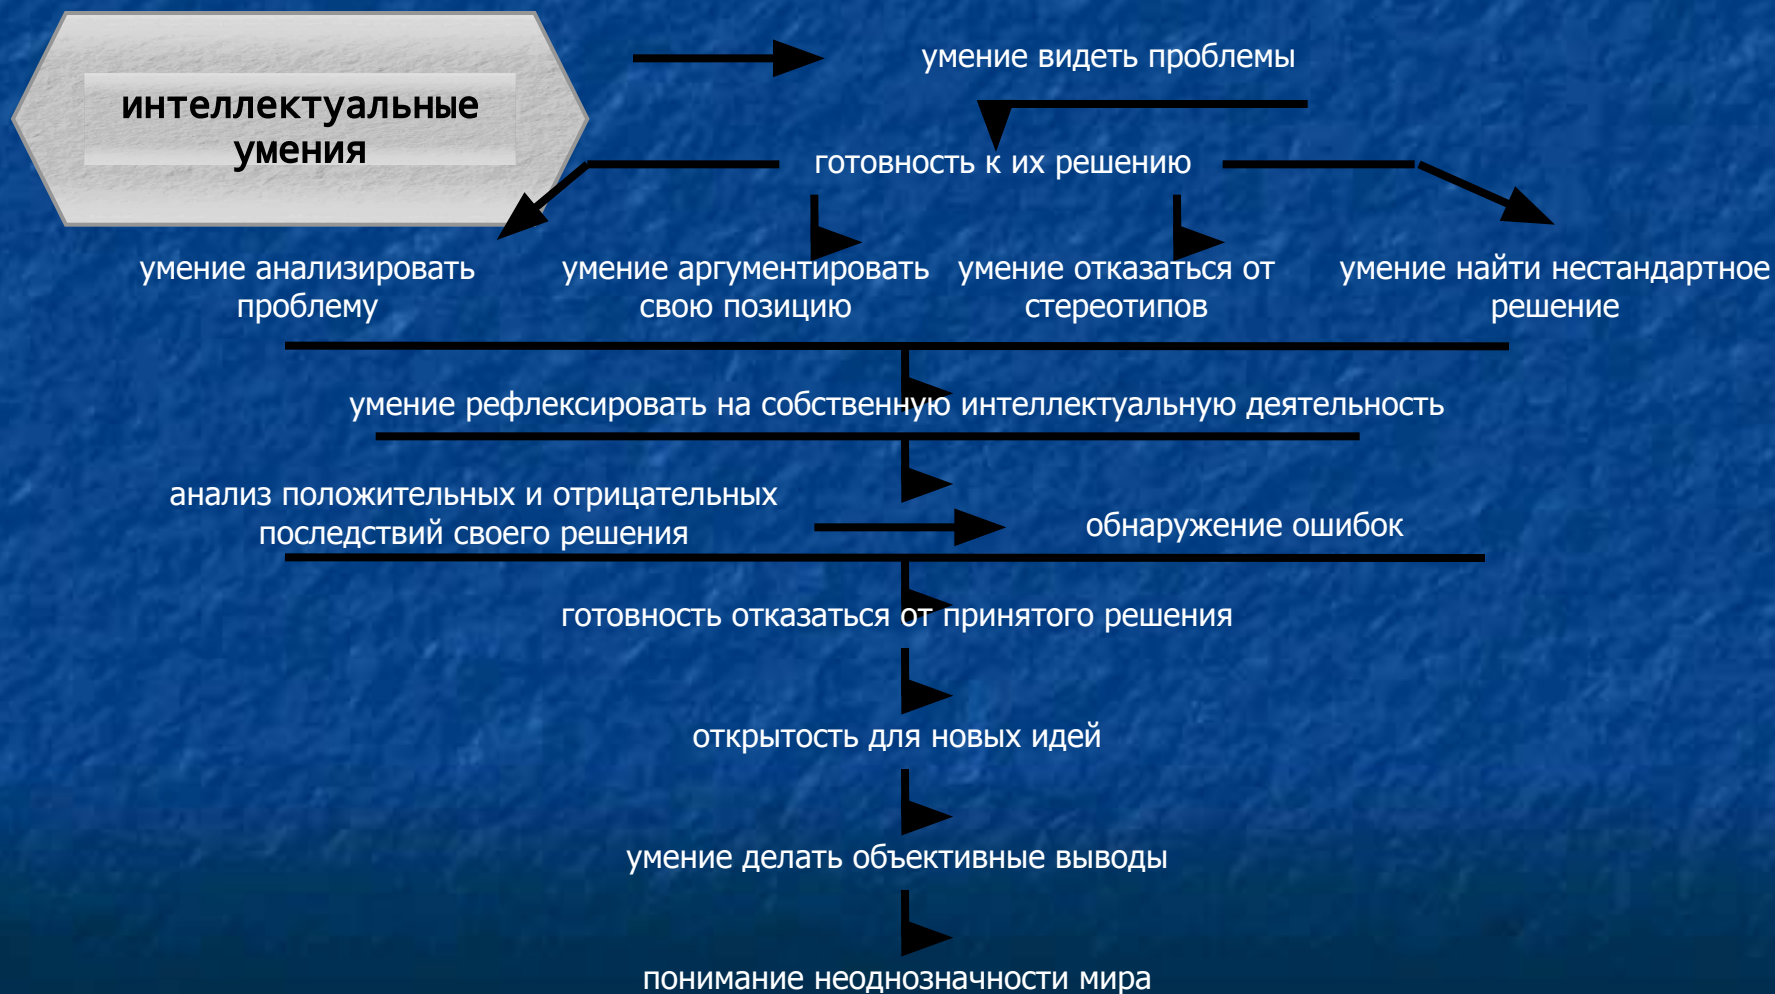 интеллектуальные
умения
умение видеть проблемы
готовность к их решению
умение анализировать
проблему
умение аргументировать
свою позицию
умение отказаться от
стереотипов
умение найти нестандартное
решение
умение рефлексировать на собственную интеллектуальную деятельность
анализ положительных и отрицательных
последствий своего решения
обнаружение ошибок
готовность отказаться от принятого решения
открытость для новых идей
умение делать объективные выводы
понимание неоднозначности мира